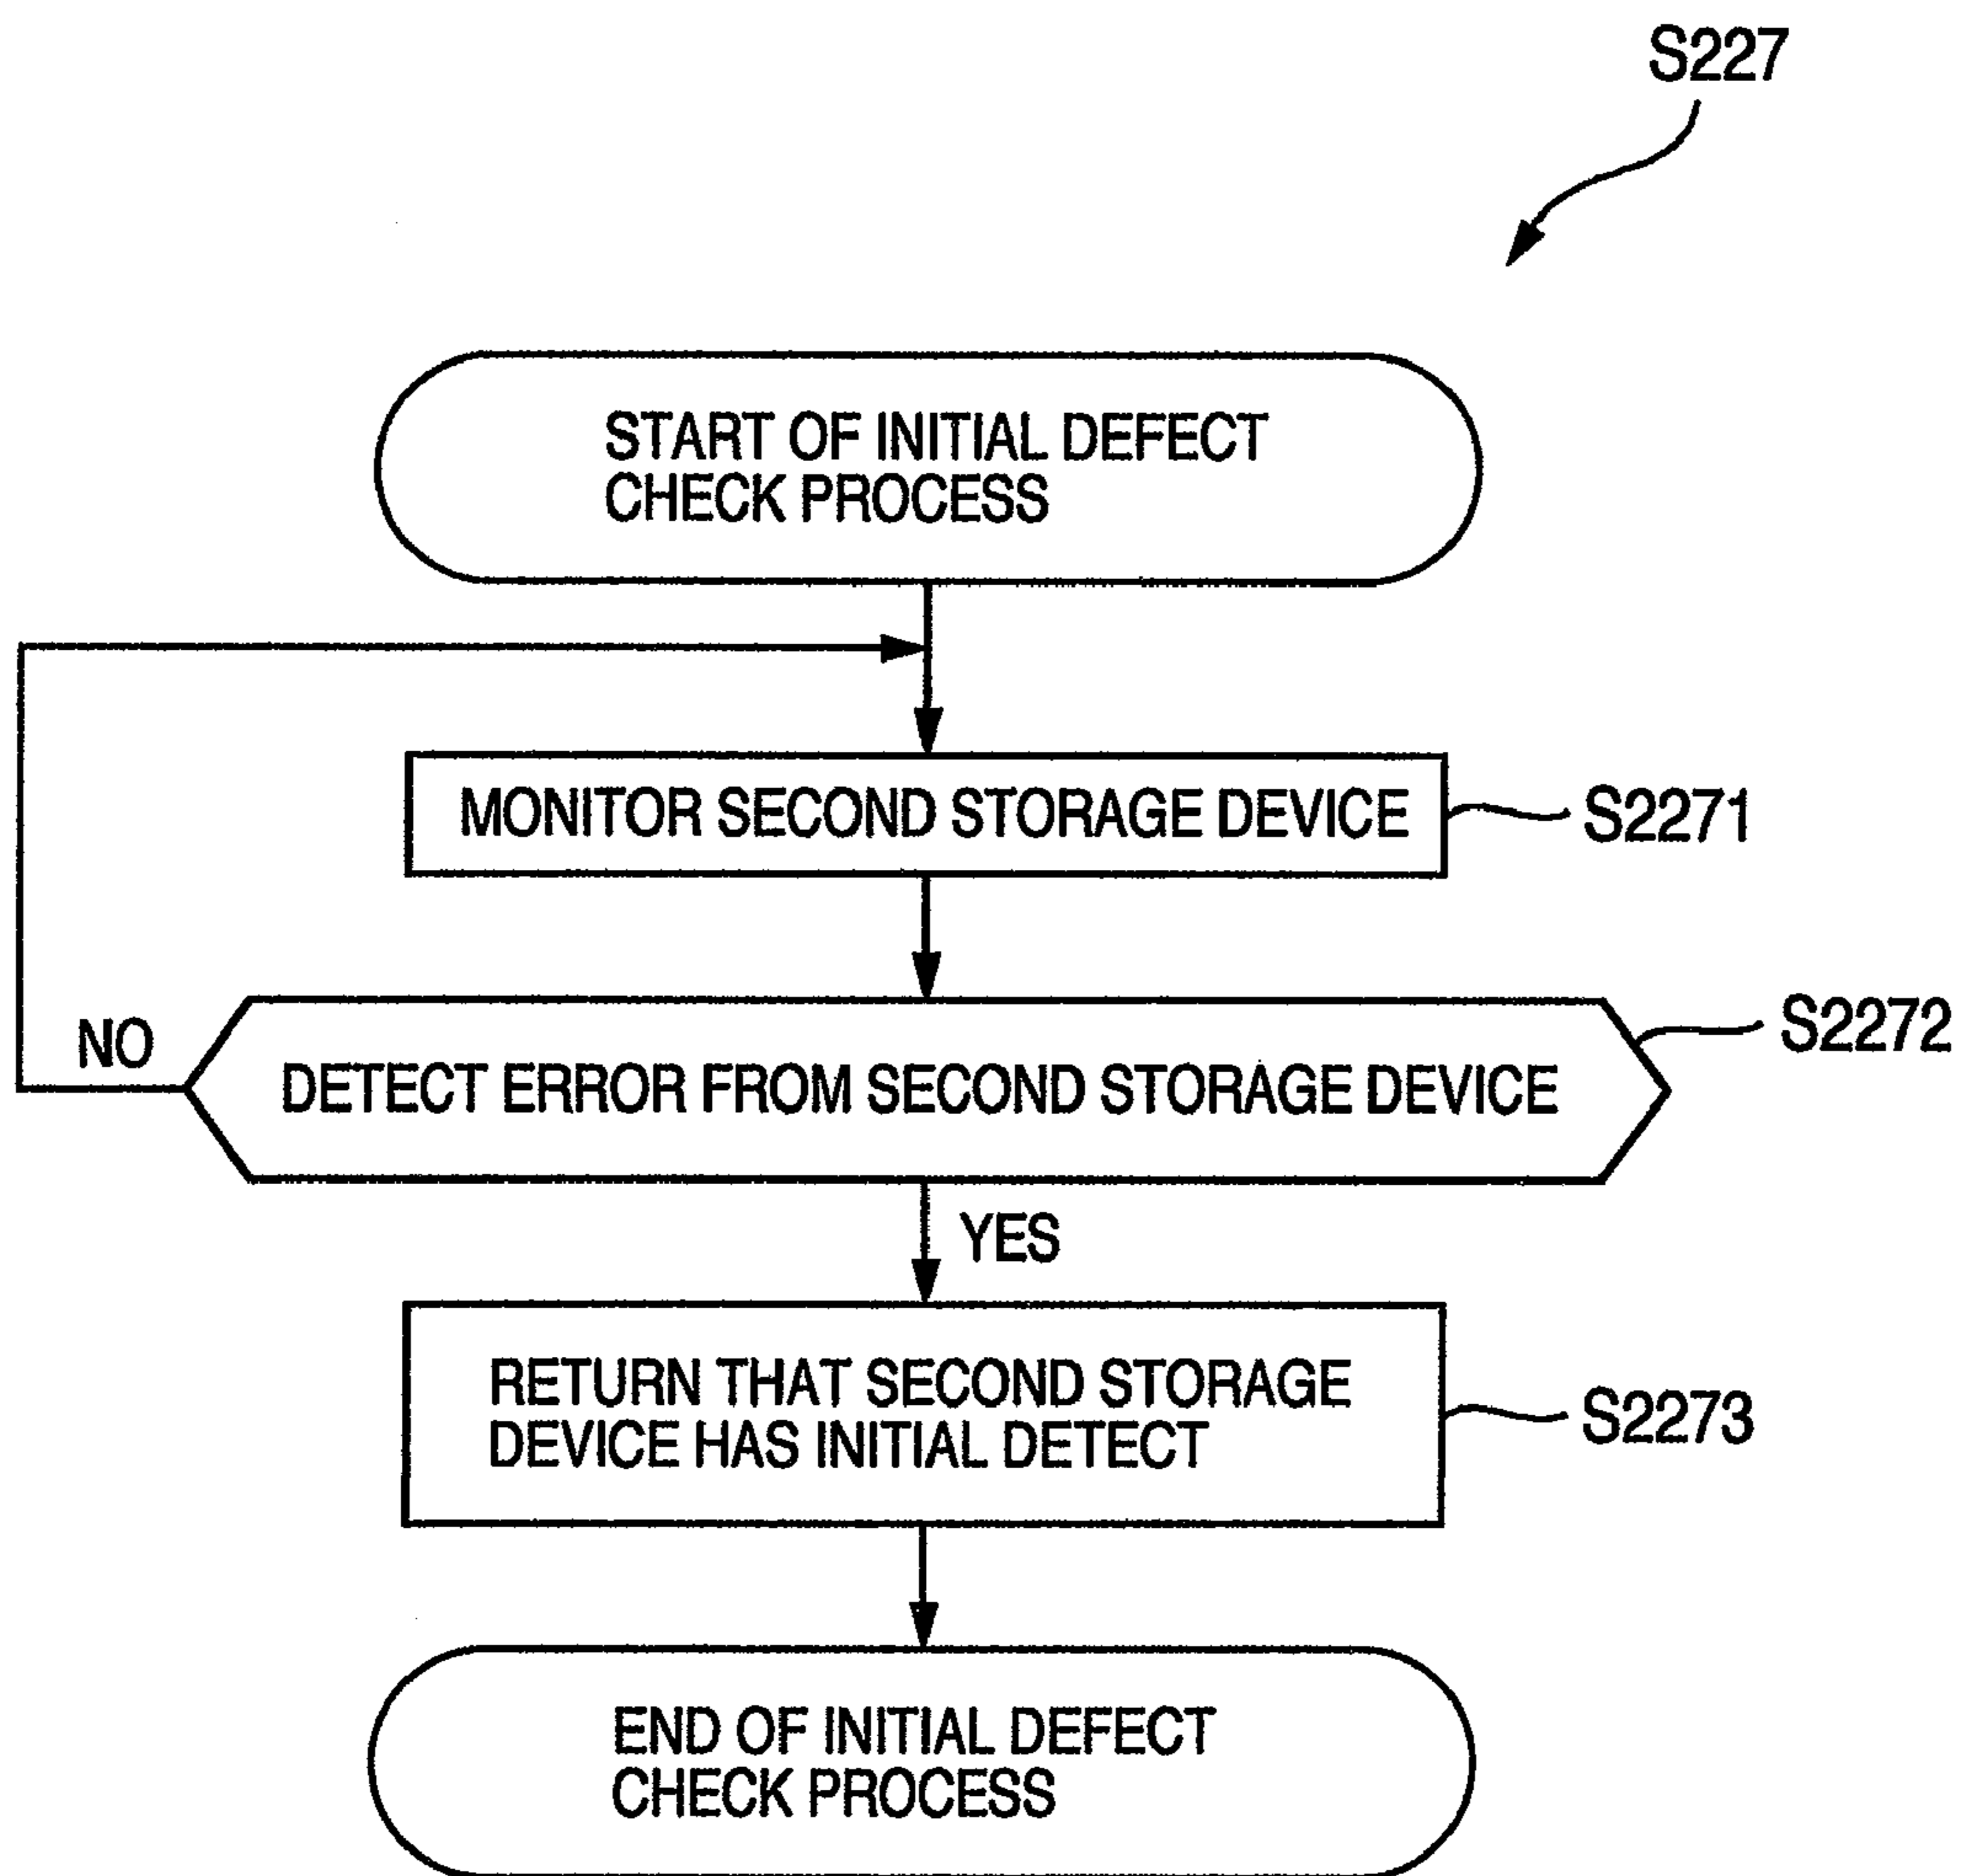 S227
START OF INITIAL DEFECT
CHECK PROCESS
MONITOR SECOND STORAGE DEVICE
S2271
NO
DETECT ERROR FROM SECOND STORAGE DEVICE
S2272
YES
RETURN THAT SECOND STORAGE
DEVICE HAS INITIAL DETECT
S2273
END OF INITIAL DEFECT
CHECK PROCESS